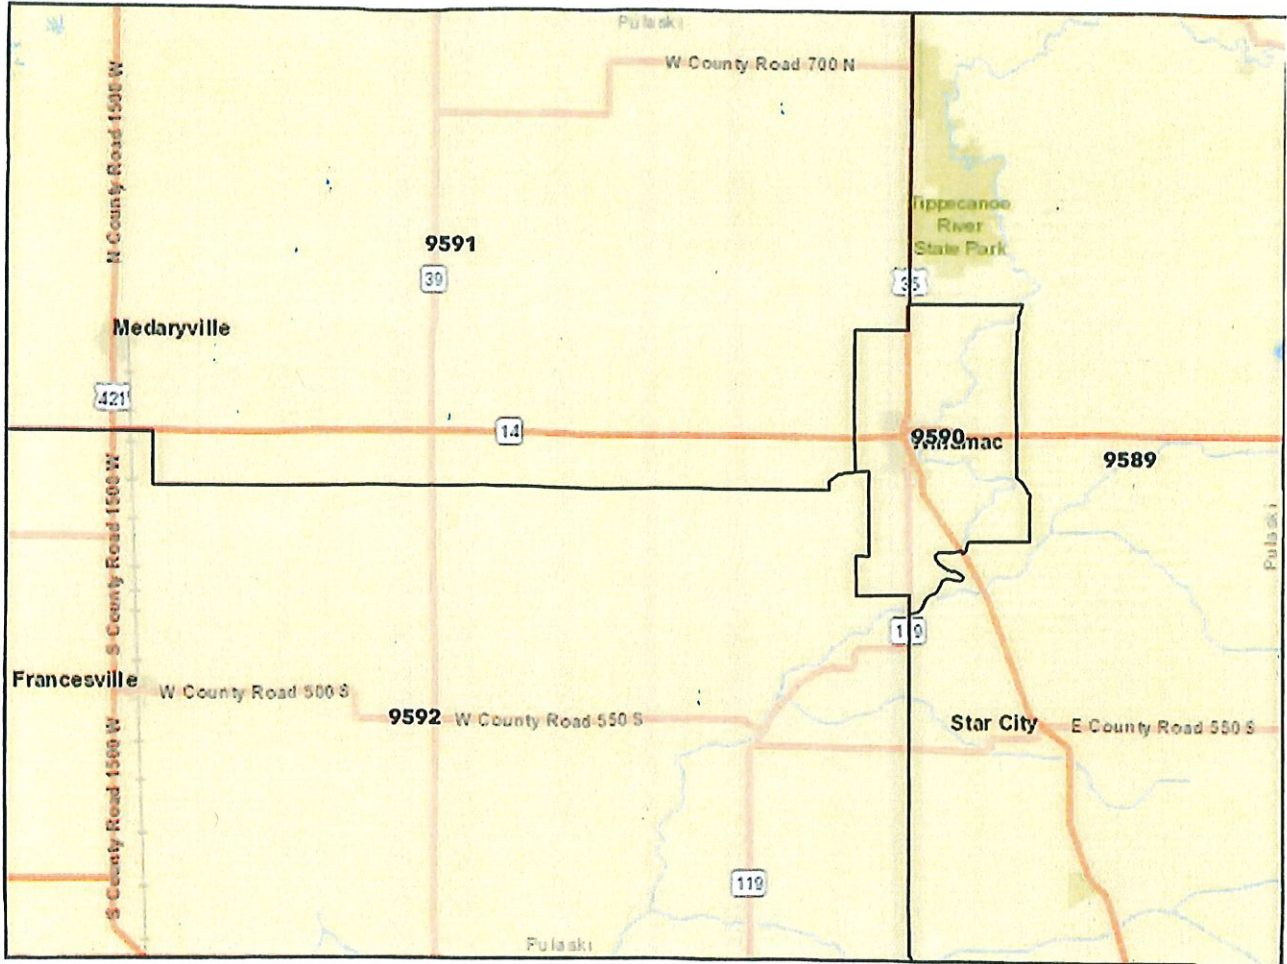 Pulaski
W County Road 700 N
N County Road 1500 W
Tippecanoe
River
State Park
9591
39
35
Medaryville
421
14
9590
Winamac
9589
S County Road 1500 W
Pulaski
119
Francesville
W County Road 500 S
9592
W County Road 550 S
Star City
E County Road 550 S
S County Road 1500 W
119
Pulaski